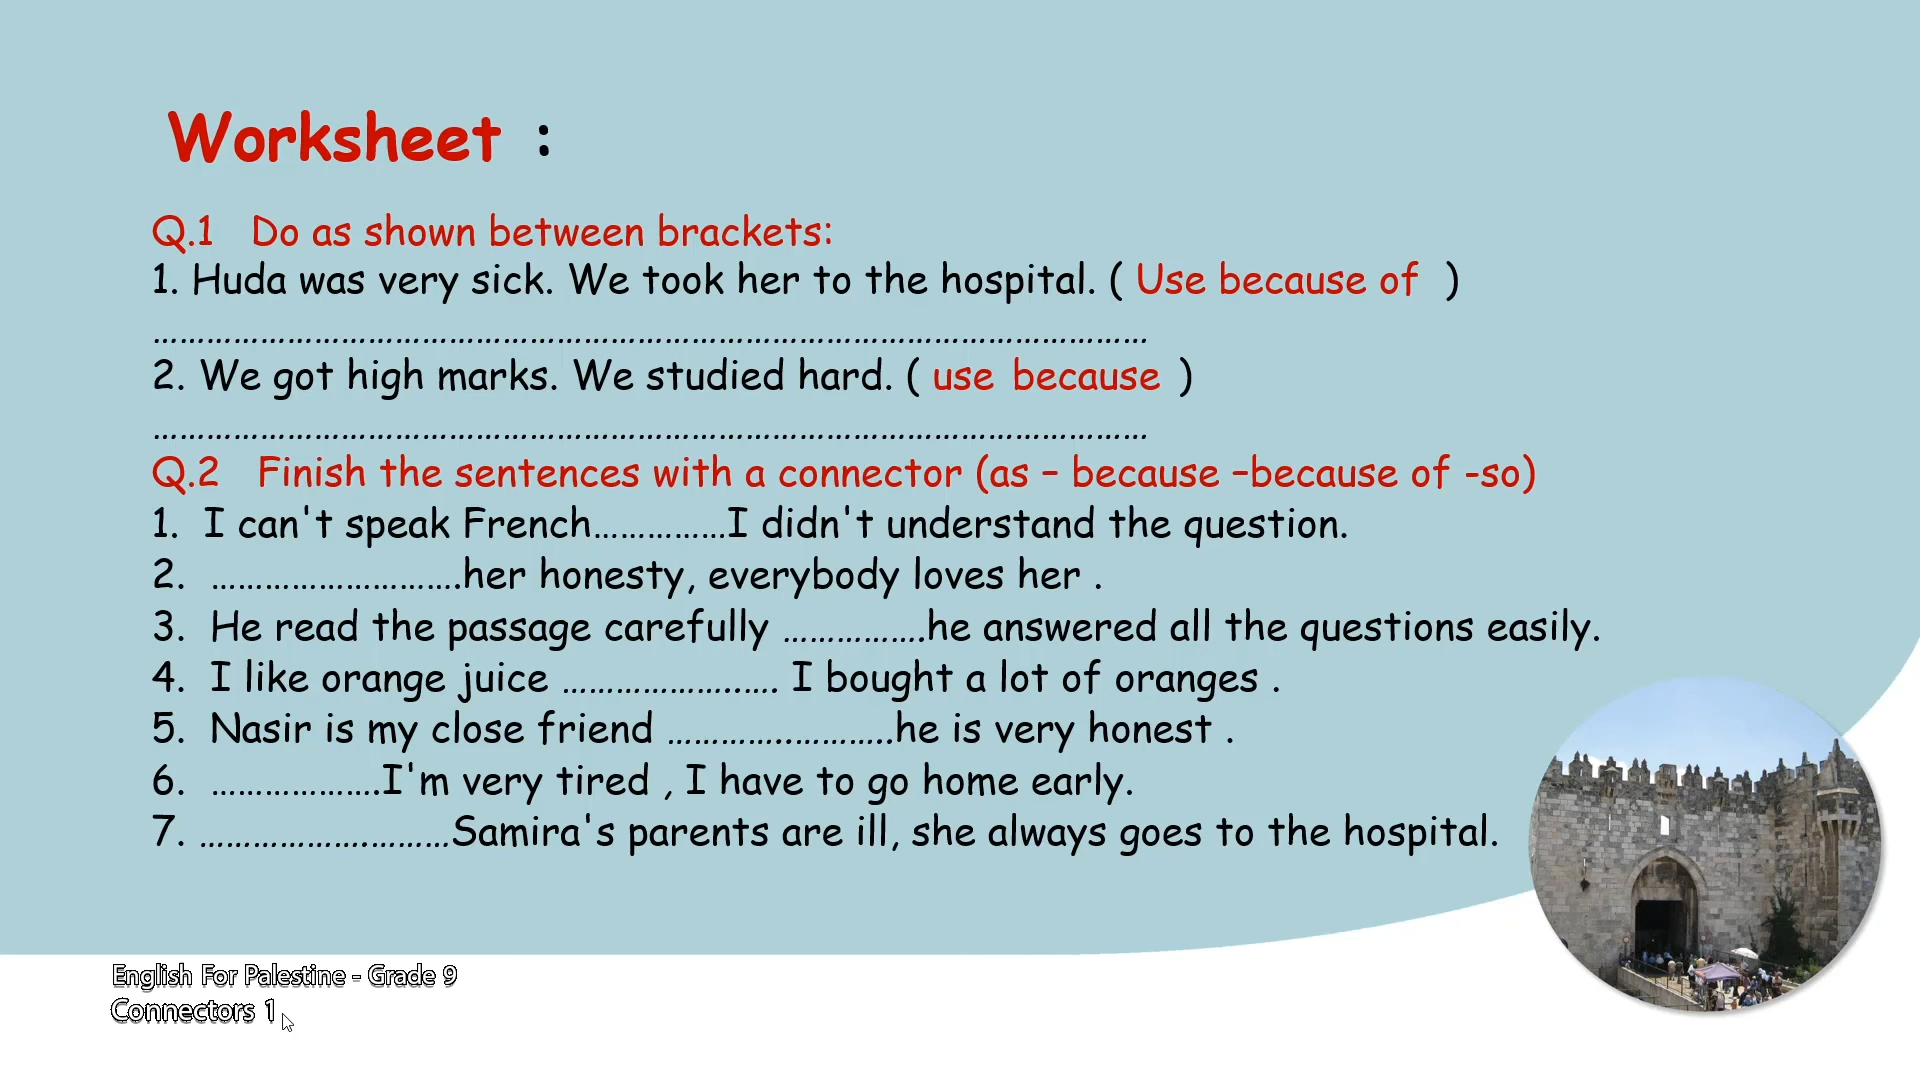 Worksheet :
Q.1 Do as shown between brackets:
1. Huda was very sick. We took her to the hospital. ( Use because of )
………………………………………………………………………………………………
2. We got high marks. We studied hard. ( use because )
………………………………………………………………………………………………
Q.2 Finish the sentences with a connector (as – because –because of -so)
1. I can't speak French……………I didn't understand the question.
2. ……………………….her honesty, everybody loves her .
3. He read the passage carefully …………….he answered all the questions easily.
4. I like orange juice ………………..…. I bought a lot of oranges .
5. Nasir is my close friend …………..………..he is very honest .
6. ……………….I'm very tired , I have to go home early.
7. ……………….………Samira's parents are ill, she always goes to the hospital.
English For Palestine - Grade 9
Connectors 1